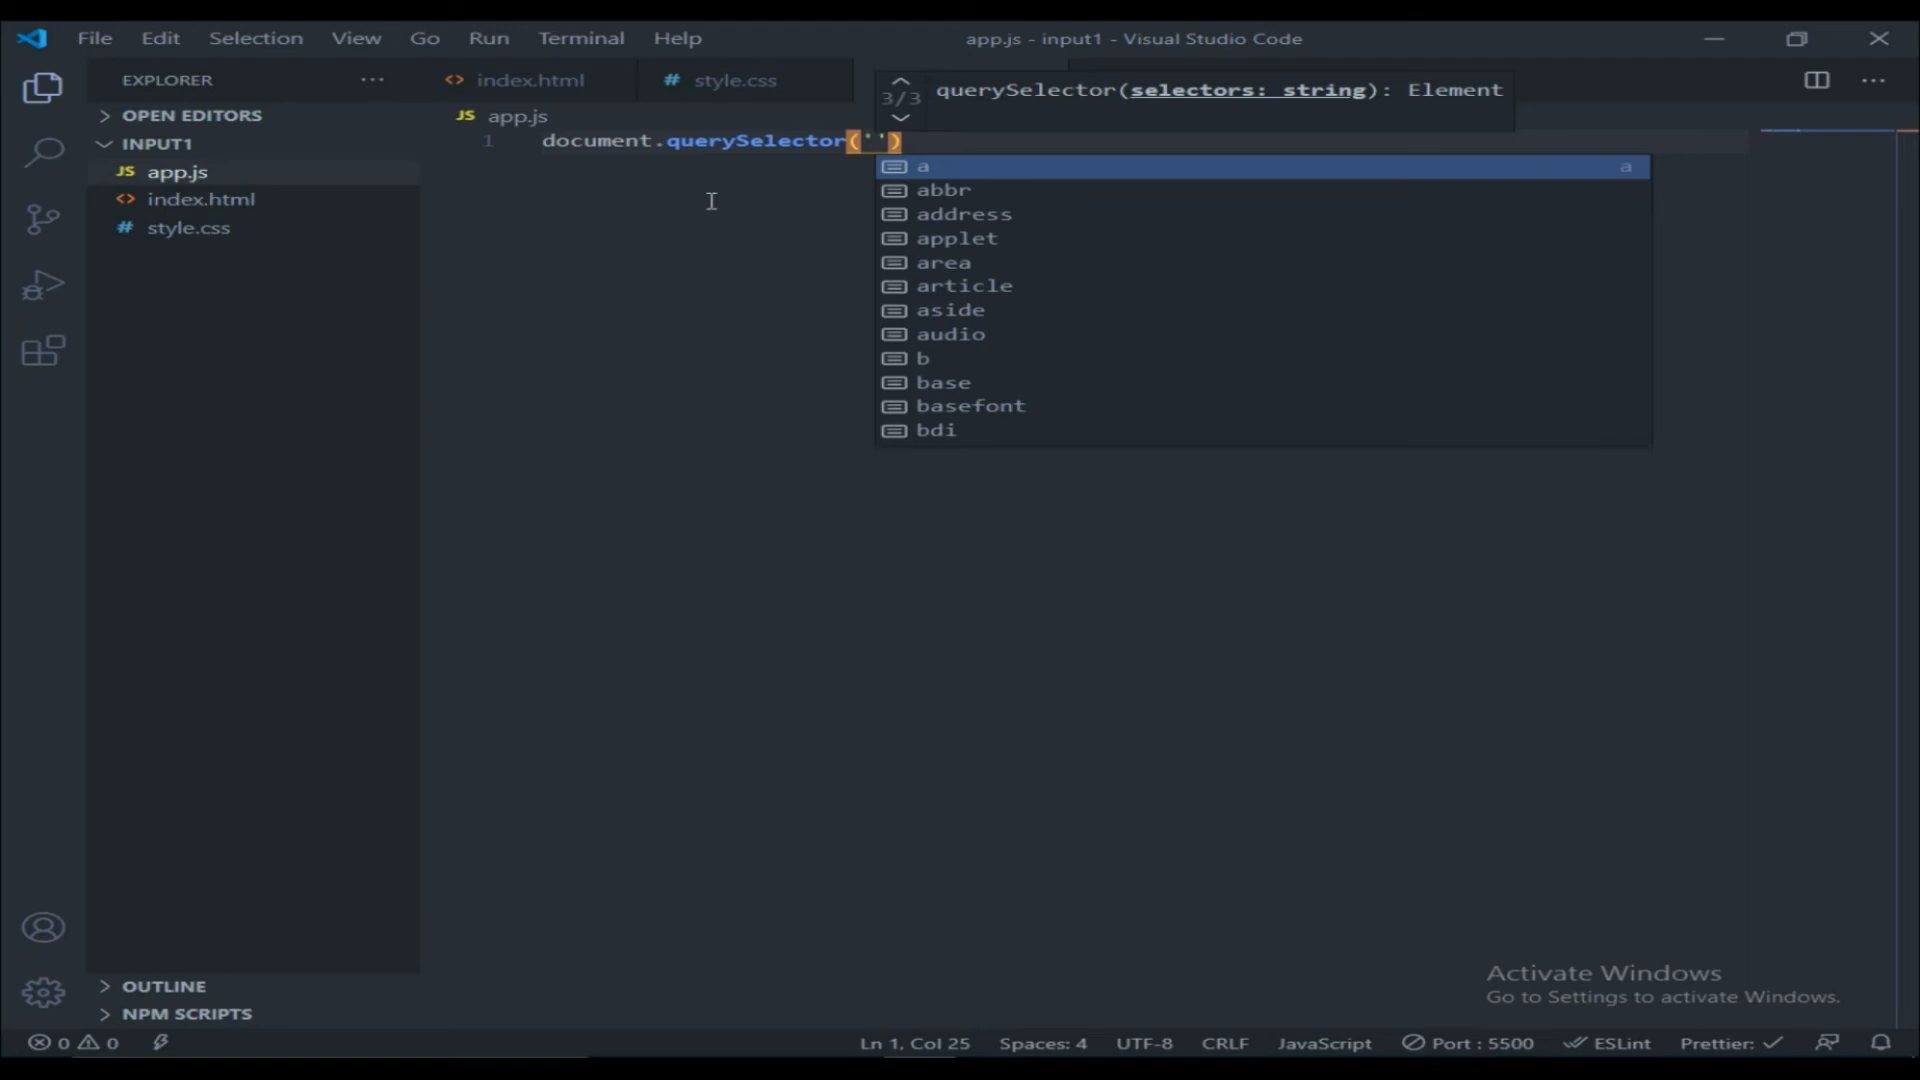 File Edit Selection View Go Run Terminal Help
app.js - input1 - Visual Studio Code
EXPLORER ···
OPEN EDITORS
INPUT1
JS app.js
<> index.html
# style.css
OUTLINE
NPM SCRIPTS
<> index.html
# style.css
3/3
querySelector(selectors: string): Element
JS app.js
1 document.querySelector('')
a a
abbr
address
applet
area
article
aside
audio
b
base
basefont
bdi
Activate Windows
Go to Settings to activate Windows.
0 0 Ln 1, Col 25 Spaces: 4 UTF-8 CRLF JavaScript Port : 5500 ESLint Prettier: ✓